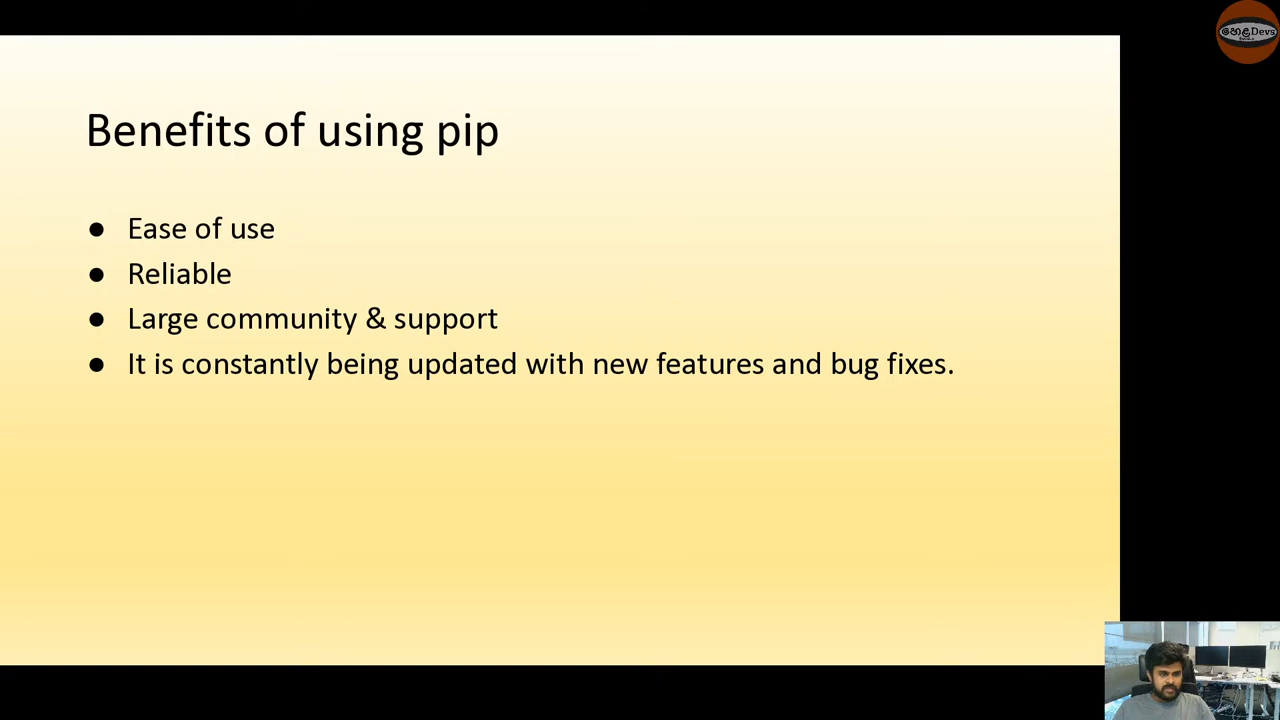 හෙළDevs
Benefits of using pip
● Ease of use
● Reliable
● Large community & support
● It is constantly being updated with new features and bug fixes.